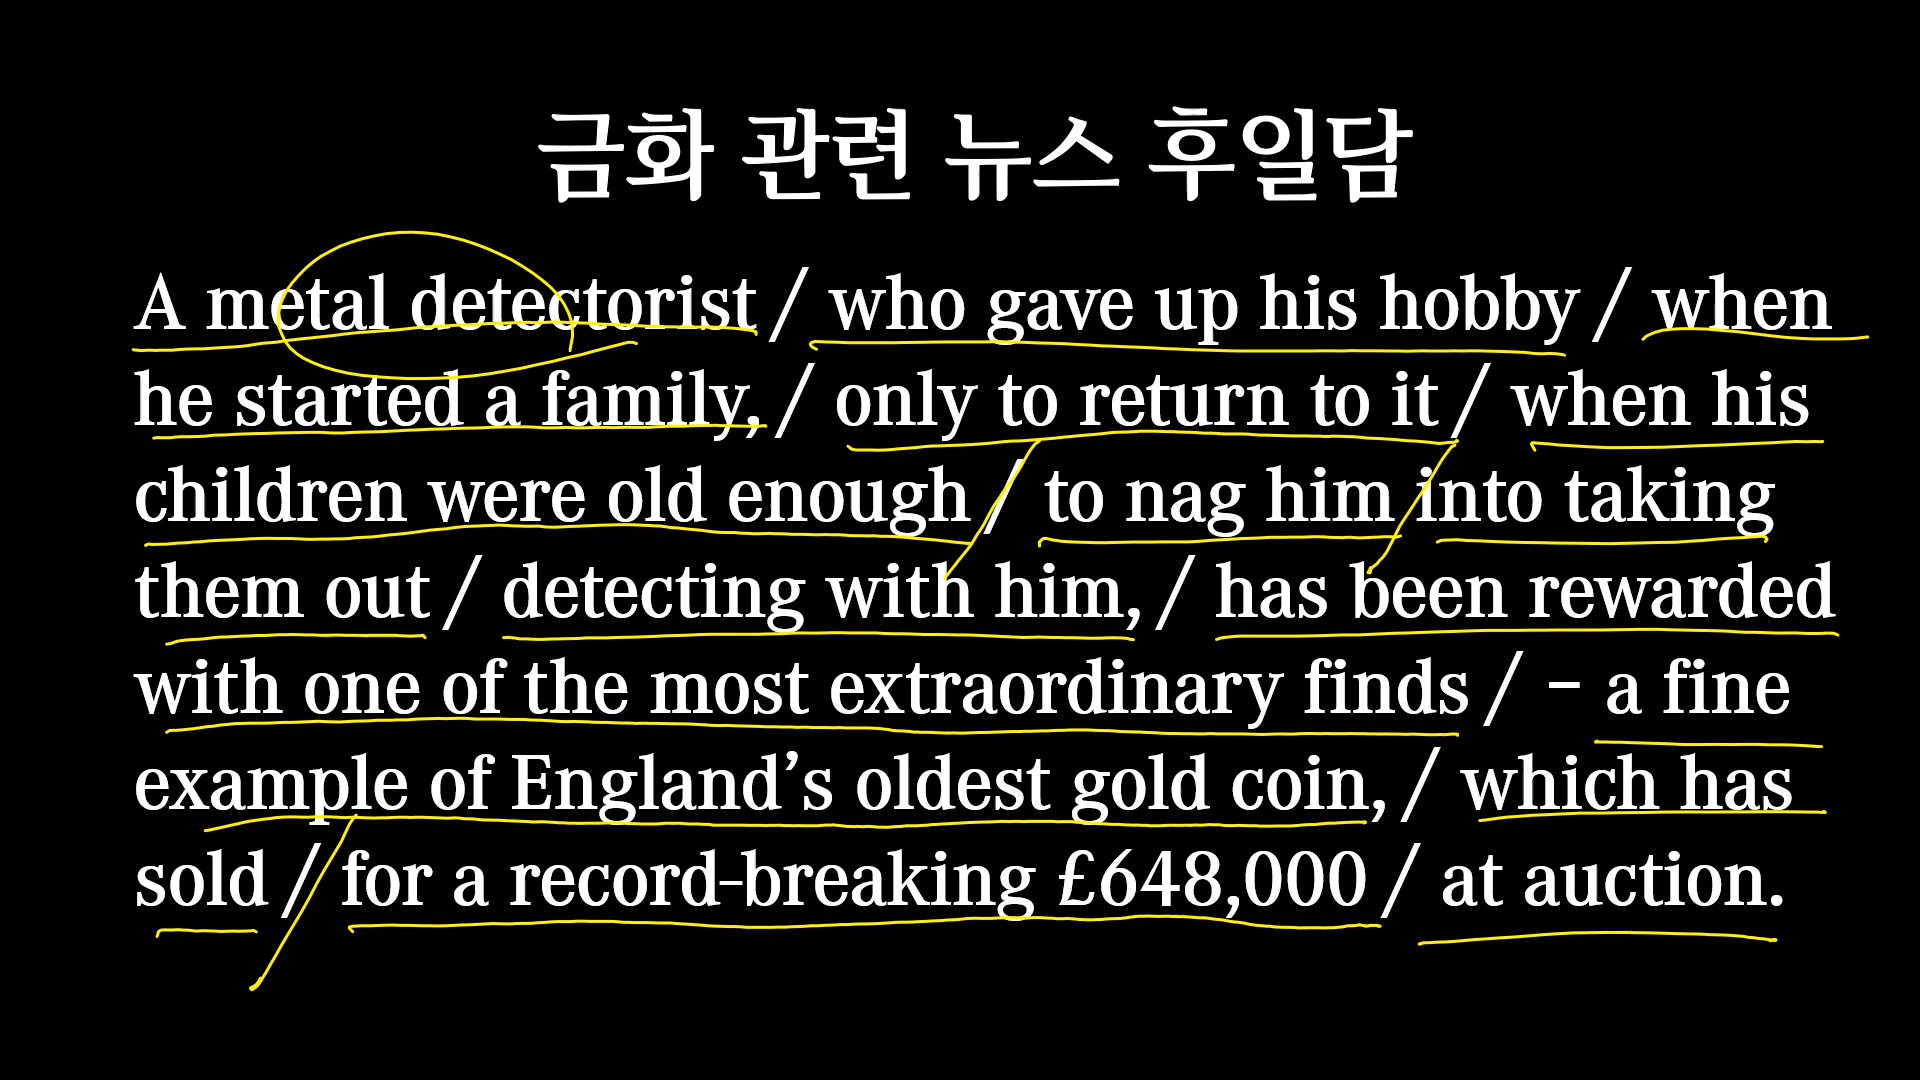 금화 관련 뉴스 후일담
A metal detectorist / who gave up his hobby / when
he started a family, / only to return to it / when his
children were old enough / to nag him into taking
them out / detecting with him, / has been rewarded
with one of the most extraordinary finds / – a fine
example of England’s oldest gold coin, / which has
sold / for a record-breaking £648,000 / at auction.